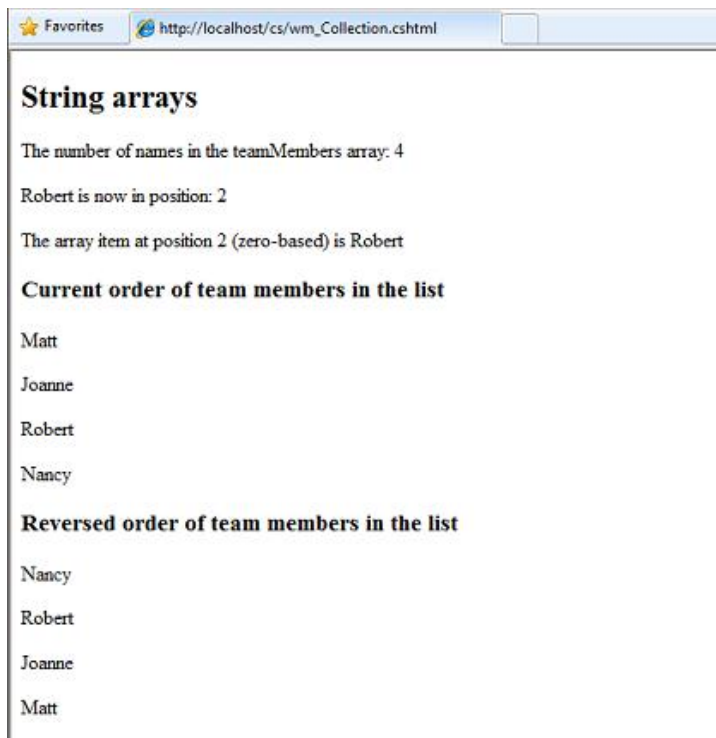 Favorites
http://localhost/cs/wm_Collection.cshtml
String arrays
The number of names in the teamMembers array: 4
Robert is now in position: 2
The array item at position 2 (zero-based) is Robert
Current order of team members in the list
Matt
Joanne
Robert
Nancy
Reversed order of team members in the list
Nancy
Robert
Joanne
Matt